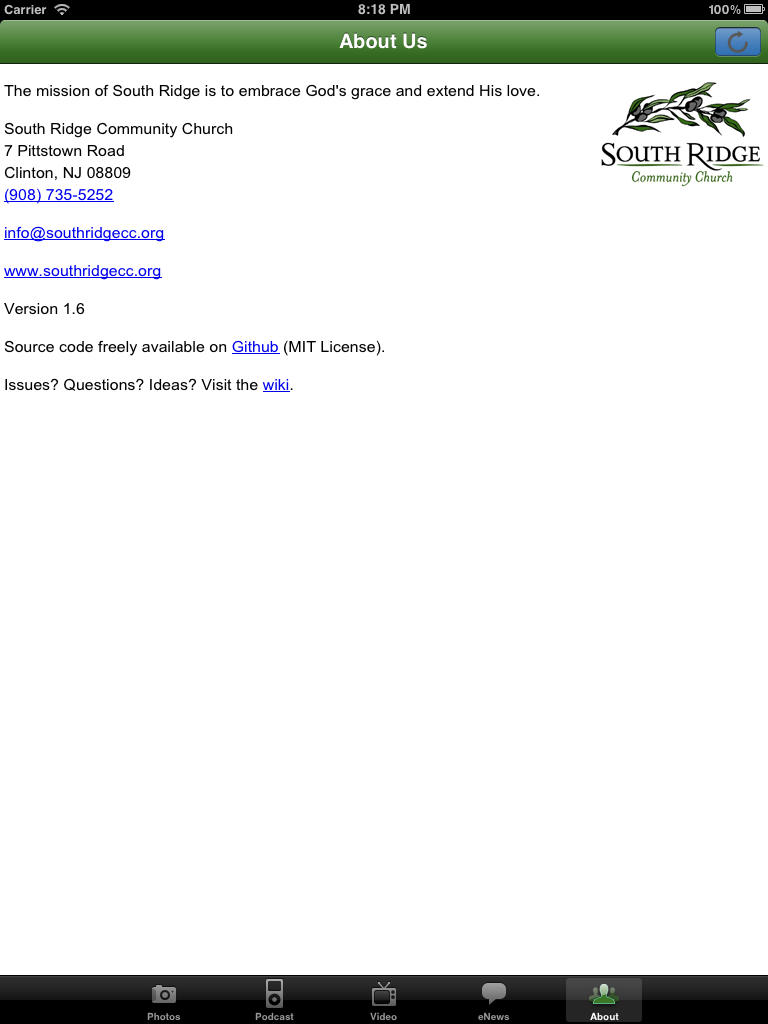 Carrier 8:18 PM 100%
About Us
The mission of South Ridge is to embrace God's grace and extend His love.
SOUTH RIDGE
Community Church
South Ridge Community Church
7 Pittstown Road
Clinton, NJ 08809
(908) 735-5252
info@southridgecc.org
www.southridgecc.org
Version 1.6
Source code freely available on Github (MIT License).
Issues? Questions? Ideas? Visit the wiki.
Photos Podcast Video eNews About